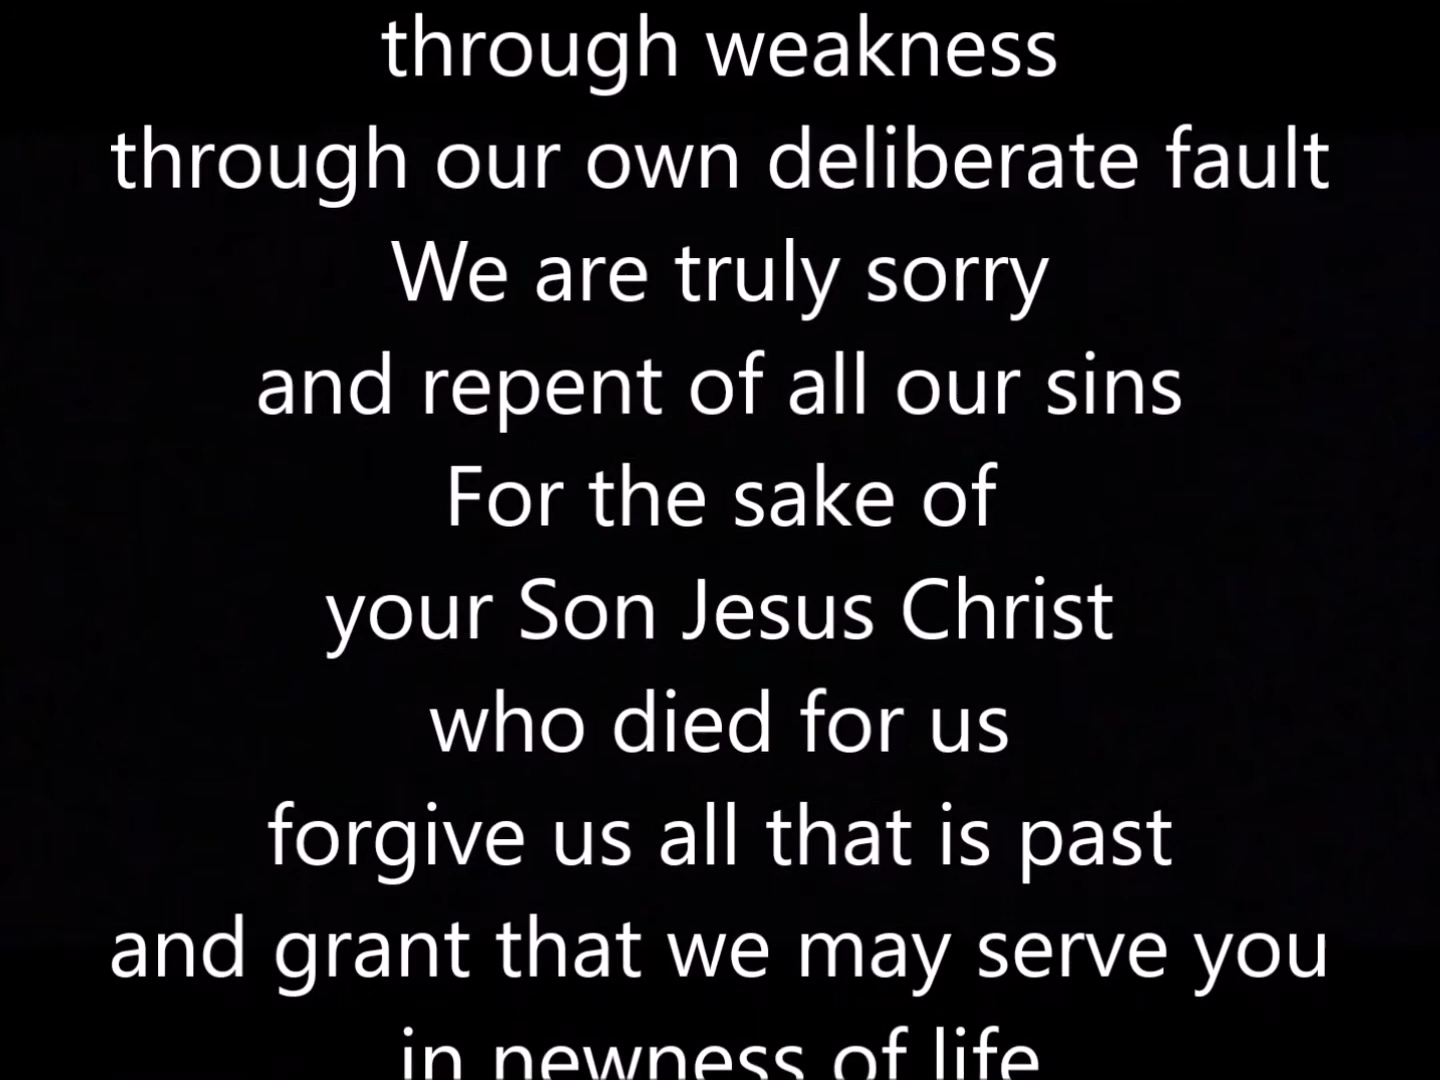 through weakness
through our own deliberate fault
We are truly sorry
and repent of all our sins
For the sake of
your Son Jesus Christ
who died for us
forgive us all that is past
and grant that we may serve you
in newness of life